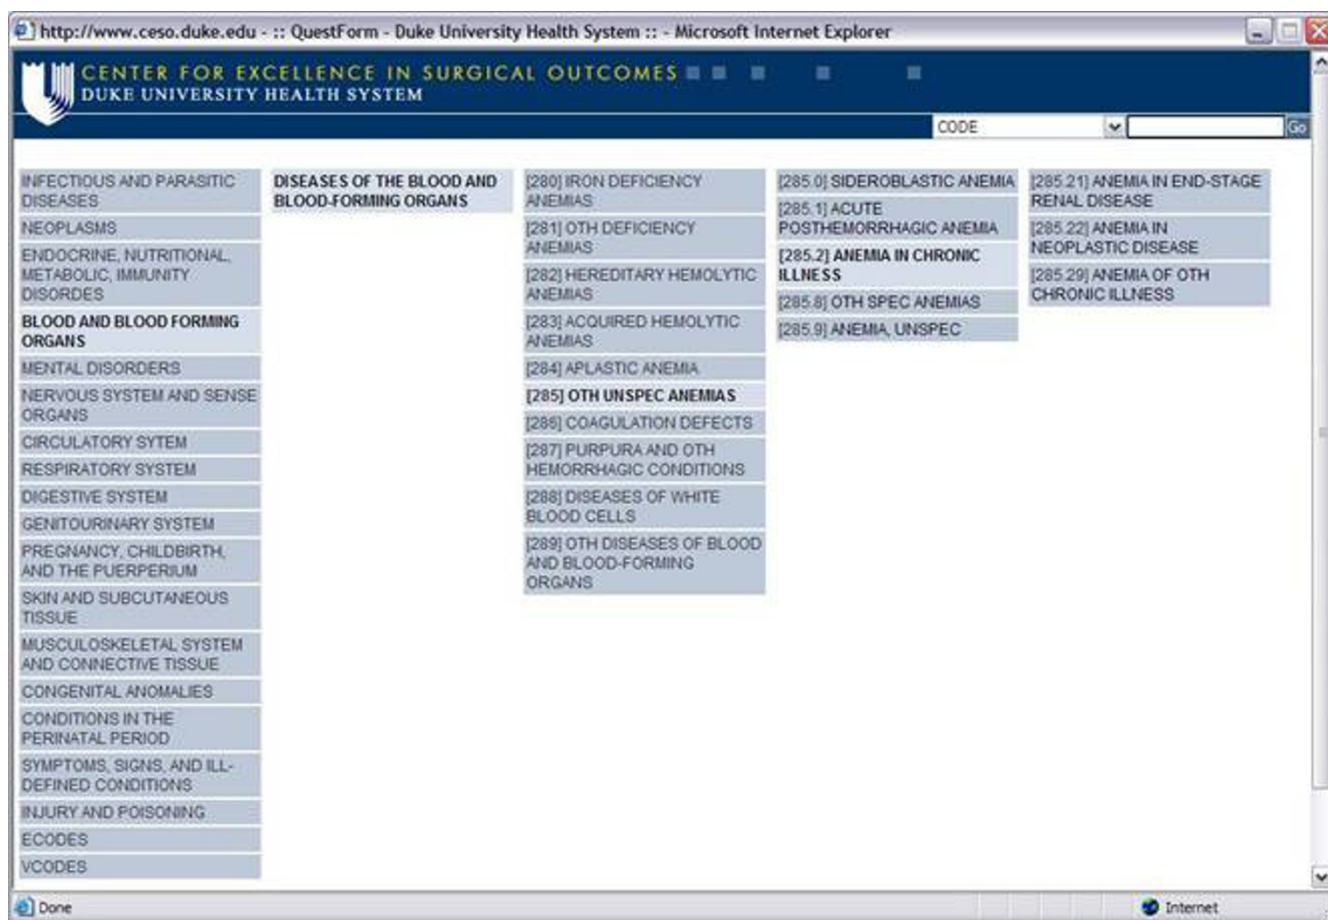 http://www.ceso.duke.edu - :: QuestForm - Duke University Health System :: - Microsoft Internet Explorer
CENTER FOR EXCELLENCE IN SURGICAL OUTCOMES
DUKE UNIVERSITY HEALTH SYSTEM
CODE
Go
INFECTIOUS AND PARASITIC
DISEASES
NEOPLASMS
ENDOCRINE, NUTRITIONAL,
METABOLIC, IMMUNITY
DISORDES
BLOOD AND BLOOD FORMING
ORGANS
MENTAL DISORDERS
NERVOUS SYSTEM AND SENSE
ORGANS
CIRCULATORY SYTEM
RESPIRATORY SYSTEM
DIGESTIVE SYSTEM
GENITOURINARY SYSTEM
PREGNANCY, CHILDBIRTH,
AND THE PUERPERIUM
SKIN AND SUBCUTANEOUS
TISSUE
MUSCULOSKELETAL SYSTEM
AND CONNECTIVE TISSUE
CONGENITAL ANOMALIES
CONDITIONS IN THE
PERINATAL PERIOD
SYMPTOMS, SIGNS, AND ILL-
DEFINED CONDITIONS
INJURY AND POISONING
ECODES
VCODES
DISEASES OF THE BLOOD AND
BLOOD-FORMING ORGANS
[280] IRON DEFICIENCY
ANEMIAS
[281] OTH DEFICIENCY
ANEMIAS
[282] HEREDITARY HEMOLYTIC
ANEMIAS
[283] ACQUIRED HEMOLYTIC
ANEMIAS
[284] APLASTIC ANEMIA
[285] OTH UNSPEC ANEMIAS
[286] COAGULATION DEFECTS
[287] PURPURA AND OTH
HEMORRHAGIC CONDITIONS
[288] DISEASES OF WHITE
BLOOD CELLS
[289] OTH DISEASES OF BLOOD
AND BLOOD-FORMING
ORGANS
[285.0] SIDEROBLASTIC ANEMIA
[285.1] ACUTE
POSTHEMORRHAGIC ANEMIA
[285.2] ANEMIA IN CHRONIC
ILLNESS
[285.8] OTH SPEC ANEMIAS
[285.9] ANEMIA, UNSPEC
[285.21] ANEMIA IN END-STAGE
RENAL DISEASE
[285.22] ANEMIA IN
NEOPLASTIC DISEASE
[285.29] ANEMIA OF OTH
CHRONIC ILLNESS
Done
Internet